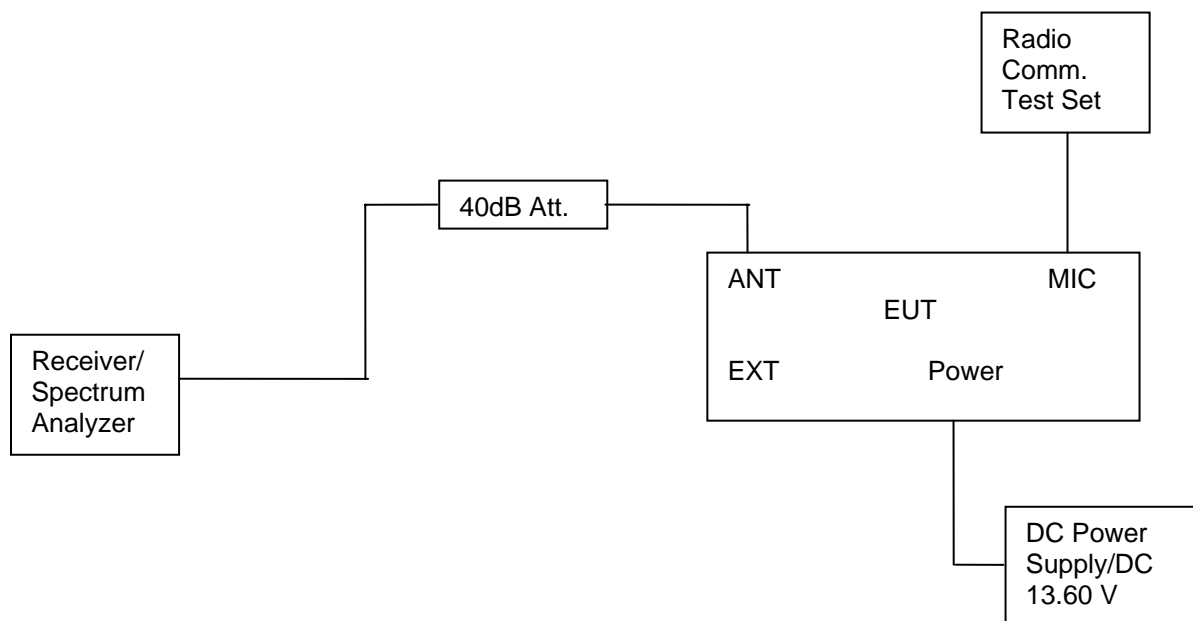 Radio
Comm.
Test Set
40dB Att.
ANT
MIC
EUT
EXT
Power
Receiver/
Spectrum
Analyzer
DC Power
Supply/DC
13.60 V